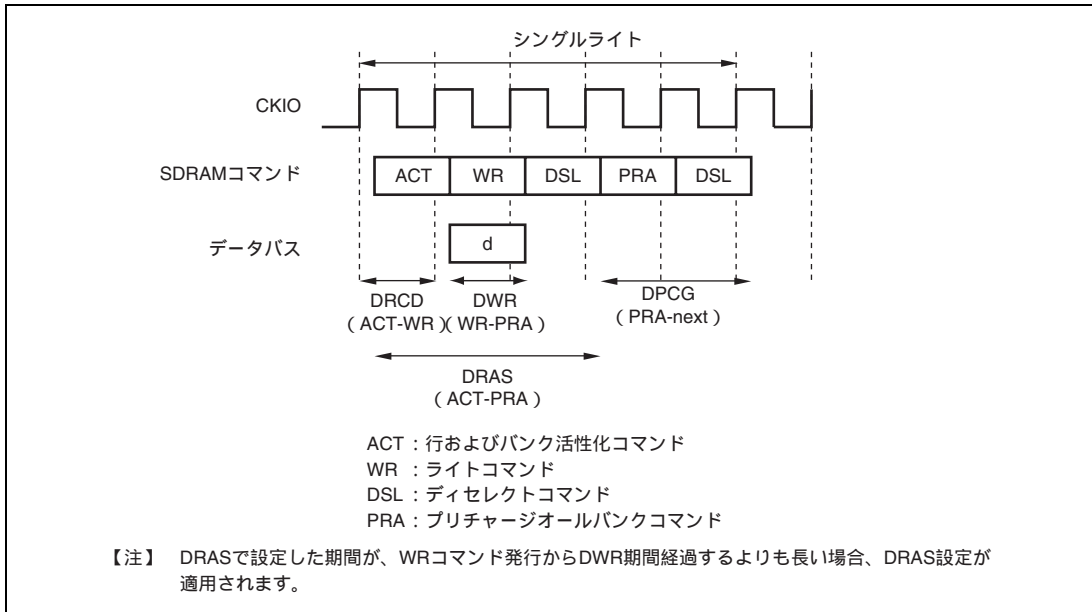 シングルライト
CKIO
SDRAMコマンド
ACT WR DSL PRA DSL
データバス
d
DRCD
（ACT-WR）
DWR
（WR-PRA）
DPCG
（PRA-next）
DRAS
（ACT-PRA）
ACT：行およびバンク活性化コマンド
WR ：ライトコマンド
DSL：ディセレクトコマンド
PRA：プリチャージオールバンクコマンド
【注】 DRASで設定した期間が、WRコマンド発行からDWR期間経過するよりも長い場合、DRAS設定が
適用されます。